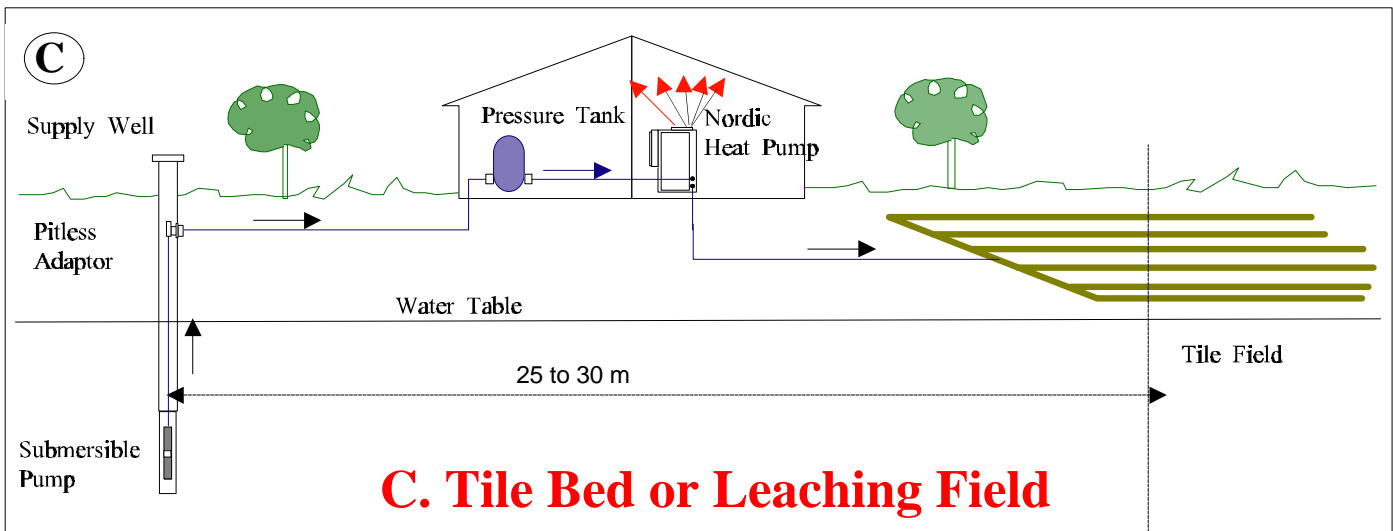 C
Supply Well
Pressure Tank
Nordic
Heat Pump
Pitless
Adaptor
Water Table
Tile Field
25 to 30 m
Submersible
Pump
C. Tile Bed or Leaching Field